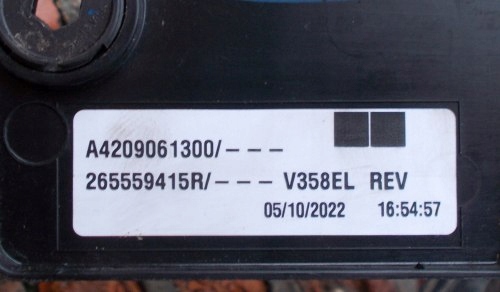 A4209061300/---
265559415R/--- V358EL REV
05/10/2022 16:54:57